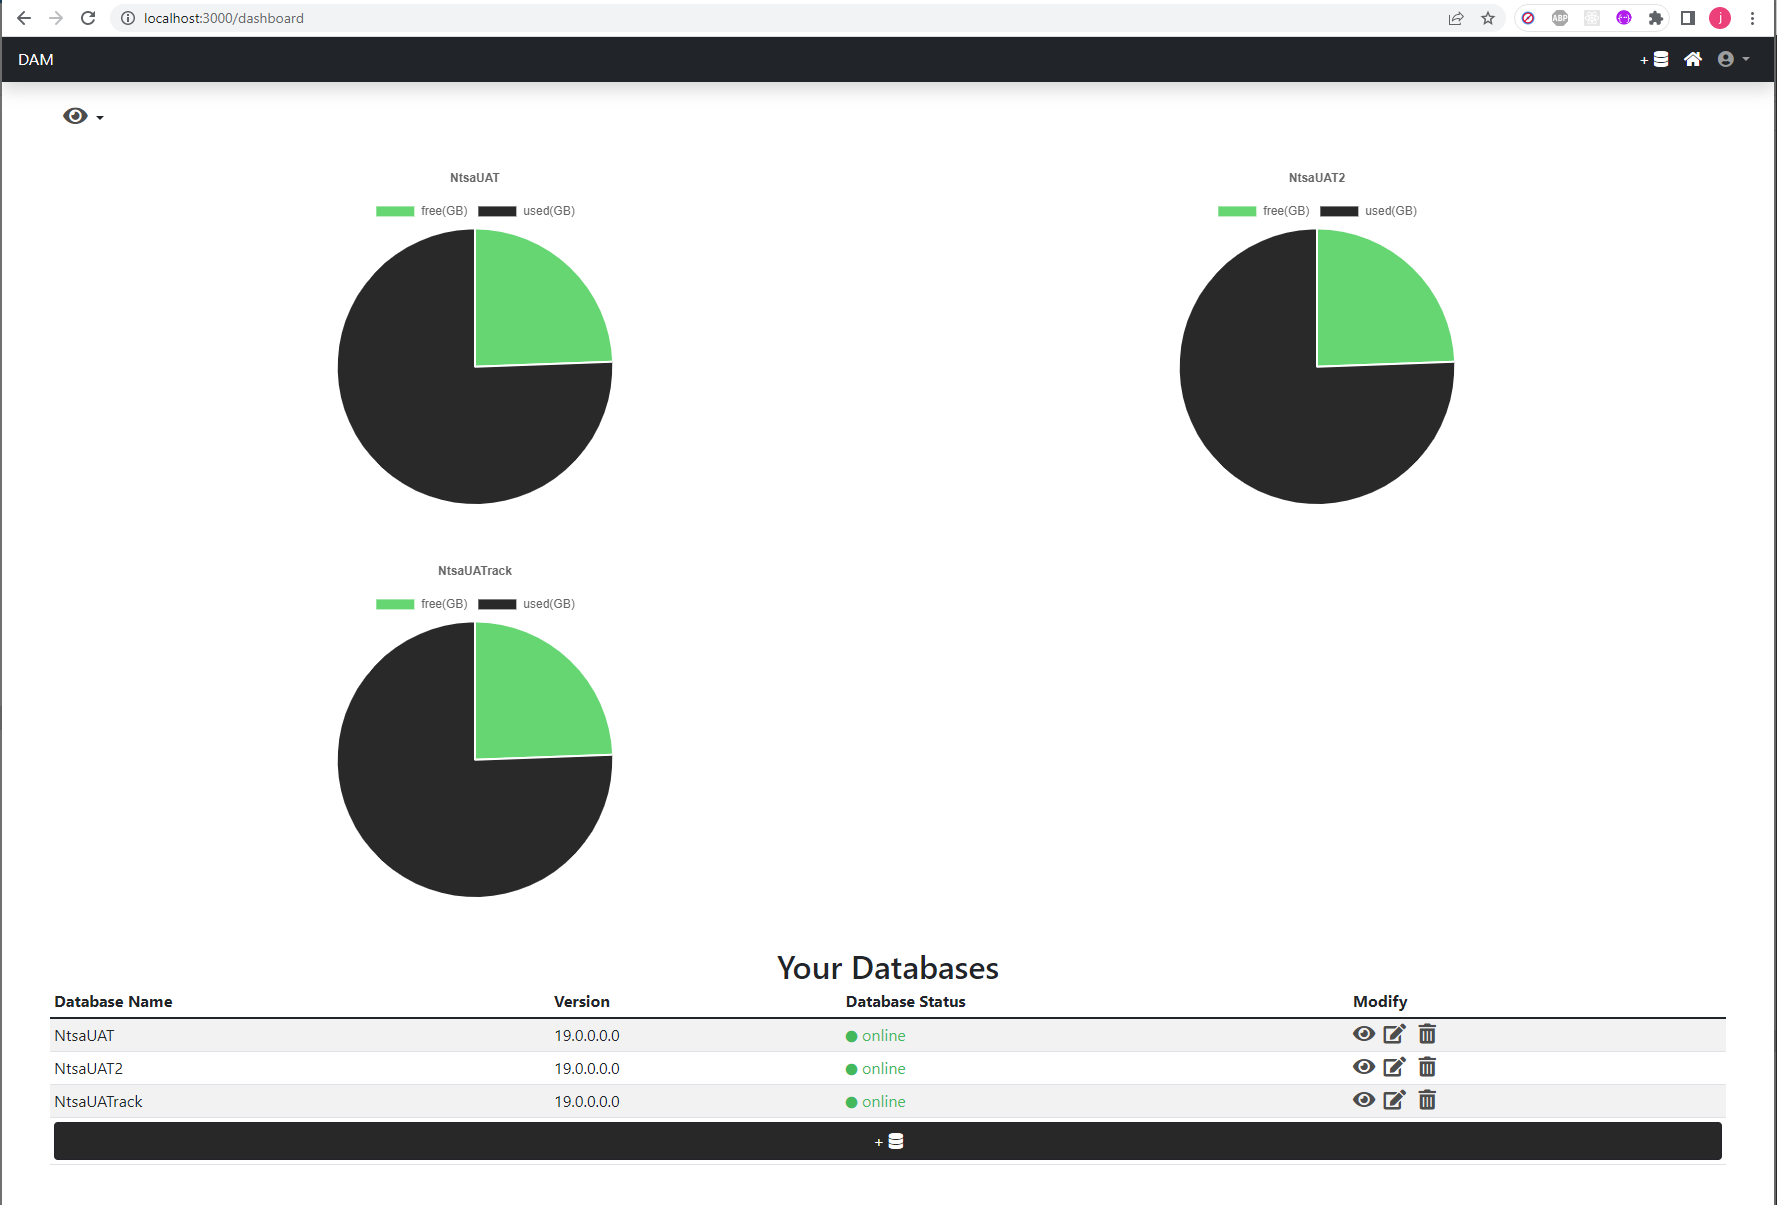 localhost:3000/dashboard
ABP
j
DAM
+
NtsaUAT
free(GB) used(GB)
NtsaUAT2
free(GB) used(GB)
NtsaUATrack
free(GB) used(GB)
Your Databases
Database Name Version Database Status Modify
NtsaUAT 19.0.0.0.0 online
NtsaUAT2 19.0.0.0.0 online
NtsaUATrack 19.0.0.0.0 online
+